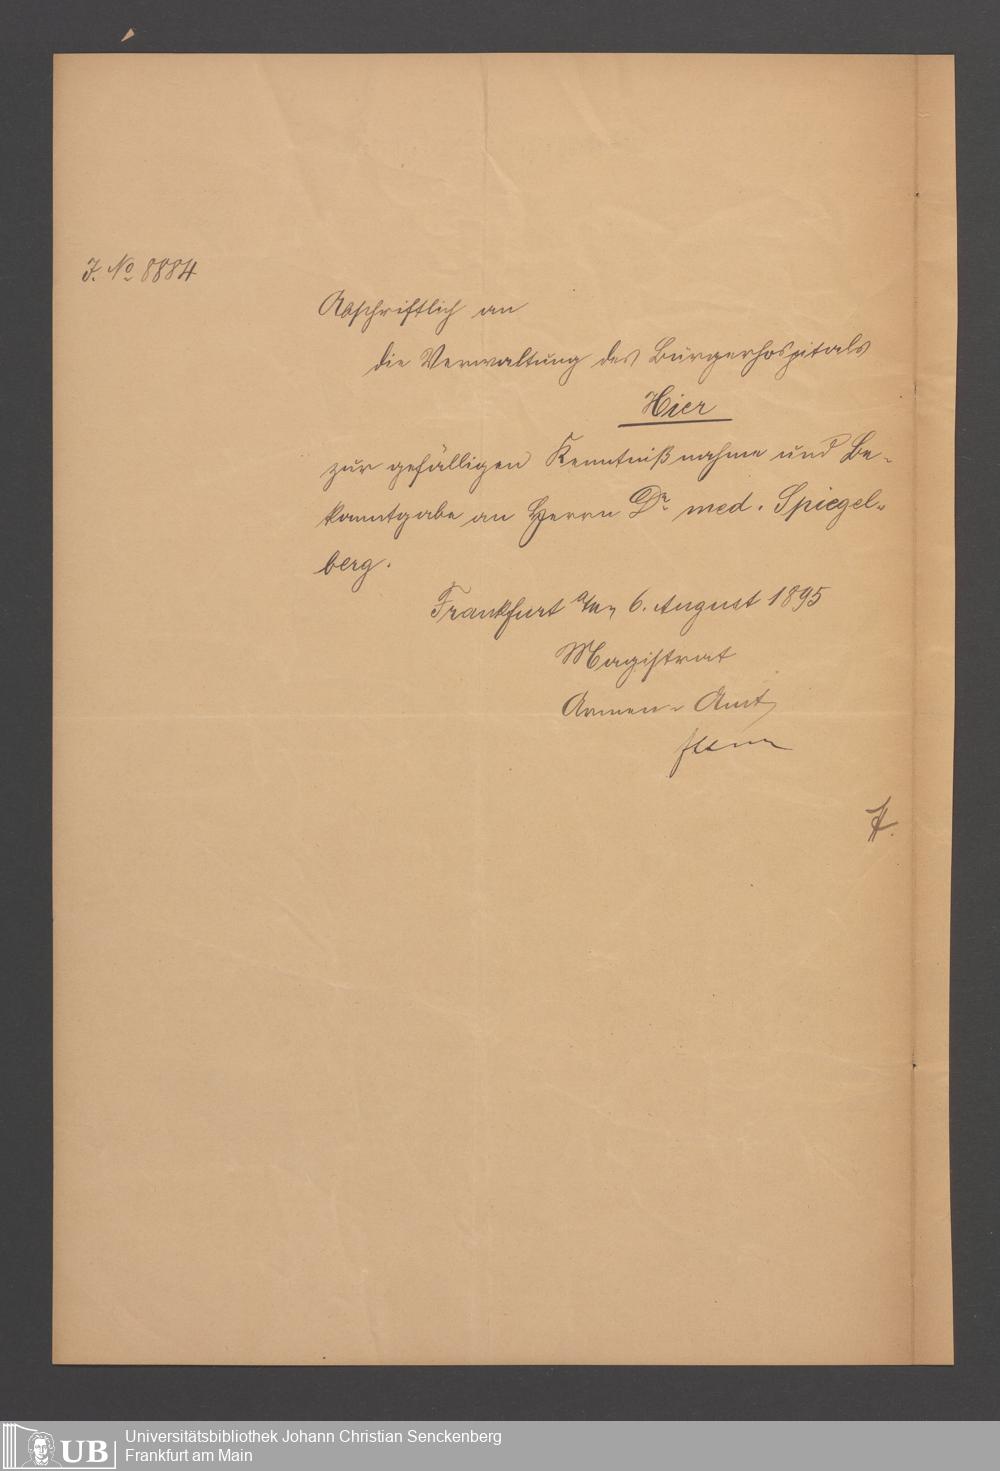 J. No 8884
Abschriftlich an
die Verwaltung des Bürgerhospitals
Hier
zur gefälligen Kenntnißnahme und Be-
kanntgabe an Herrn Dr. med. Spiegel-
berg.
Frankfurt a/M, 6. August 1895
Magistrat
Armen-Amt
UB
Universitätsbibliothek Johann Christian Senckenberg
Frankfurt am Main